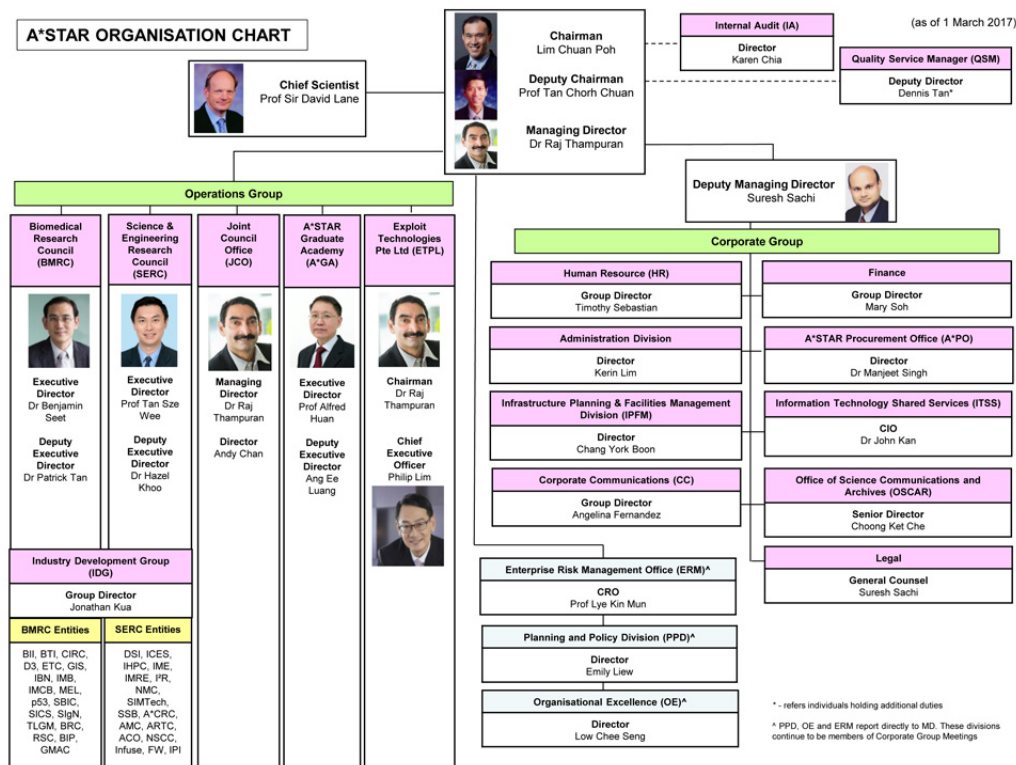 A*STAR ORGANISATION CHART
(as of 1 March 2017)
Chief Scientist
Prof Sir David Lane
Chairman
Lim Chuan Poh
Deputy Chairman
Prof Tan Chorh Chuan
Managing Director
Dr Raj Thampuran
Internal Audit (IA)
Director
Karen Chia
Quality Service Manager (QSM)
Deputy Director
Dennis Tan*
Deputy Managing Director
Suresh Sachi
Operations Group
Biomedical
Research
Council
(BMRC)
Executive
Director
Dr Benjamin
Seet
Deputy
Executive
Director
Dr Patrick Tan
Science &
Engineering
Research
Council
(SERC)
Executive
Director
Prof Tan Sze
Wee
Deputy
Executive
Director
Dr Hazel
Khoo
Joint
Council
Office
(JCO)
Managing
Director
Dr Raj
Thampuran
Director
Andy Chan
A*STAR
Graduate
Academy
(A*GA)
Executive
Director
Prof Alfred
Huan
Deputy
Executive
Director
Ang Ee
Luang
Exploit
Technologies
Pte Ltd (ETPL)
Chairman
Dr Raj
Thampuran
Chief
Executive
Officer
Philip Lim
Industry Development Group
(IDG)
Group Director
Jonathan Kua
BMRC Entities
BII, BTI, CIRC,
D3, ETC, GIS,
IBN, IMB,
IMCB, MEL,
p53, SBIC,
SICS, SIgN,
TLGM, BRC,
RSC, BIP,
GMAC
SERC Entities
DSI, ICES,
IHPC, IME,
IMRE, I²R,
NMC,
SIMTech,
SSB, A*CRC,
AMC, ARTC,
ACO, NSCC,
Infuse, FW, IPI
Corporate Group
Human Resource (HR)
Group Director
Timothy Sebastian
Finance
Group Director
Mary Soh
Administration Division
Director
Kerin Lim
A*STAR Procurement Office (A*PO)
Director
Dr Manjeet Singh
Infrastructure Planning & Facilities Management
Division (IPFM)
Director
Chang York Boon
Information Technology Shared Services (ITSS)
CIO
Dr John Kan
Corporate Communications (CC)
Group Director
Angelina Fernandez
Office of Science Communications and
Archives (OSCAR)
Senior Director
Choong Ket Che
Legal
General Counsel
Suresh Sachi
Enterprise Risk Management Office (ERM)^
CRO
Prof Lye Kin Mun
Planning and Policy Division (PPD)^
Director
Emily Liew
Organisational Excellence (OE)^
Director
Low Chee Seng
* - refers individuals holding additional duties
^ PPD, OE and ERM report directly to MD. These divisions
continue to be members of Corporate Group Meetings